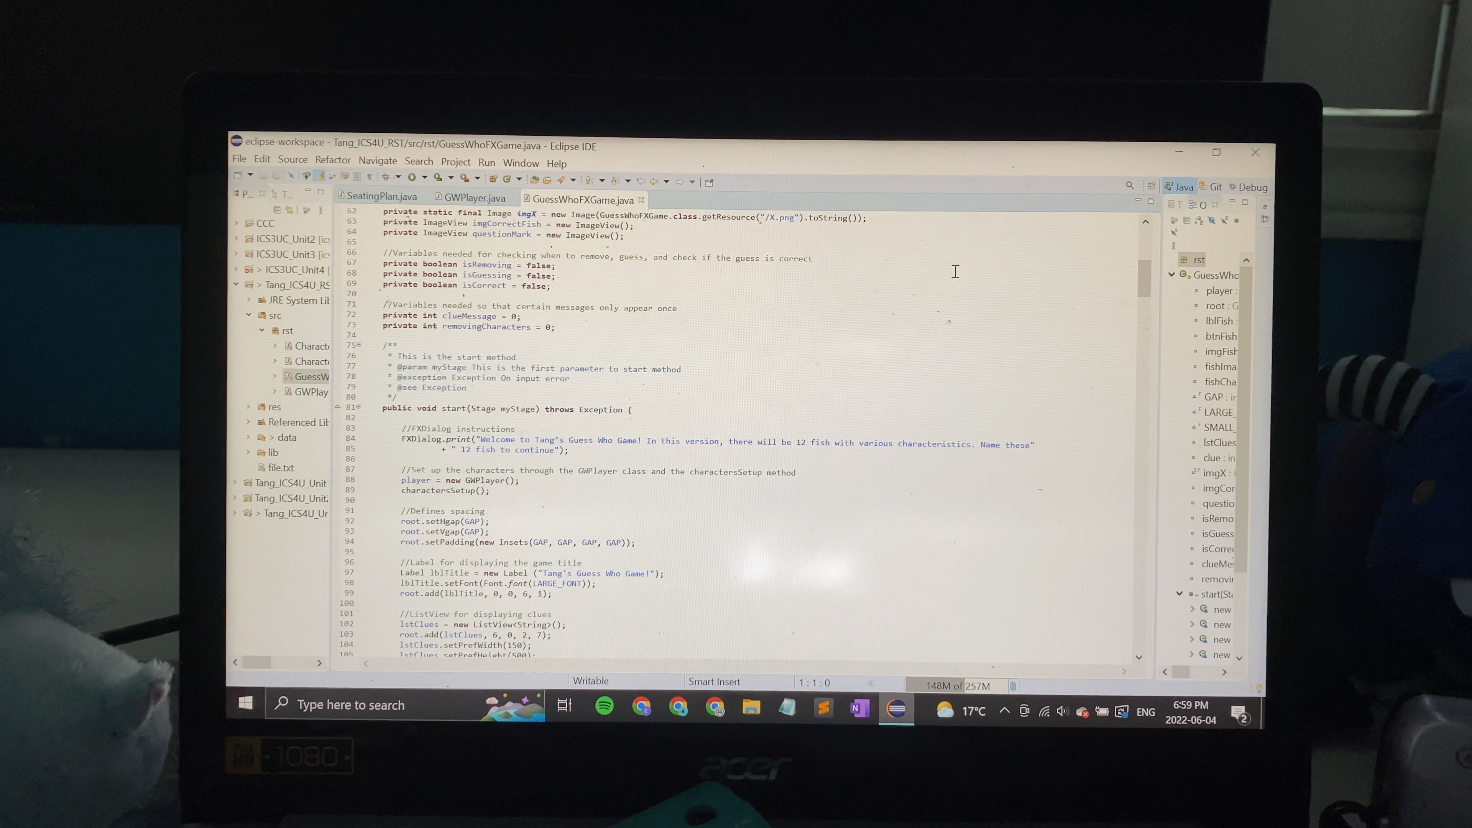 eclipse-workspace - Tang_ICS4U_RST/src/rst/GuessWhoFXGame.java - Eclipse IDE
File Edit Source Refactor Navigate Search Project Run Window Help
Java Git Debug
SeatingPlan.java GWPlayer.java GuessWhoFXGame.java
CCC
ICS3UC_Unit2 [ics
ICS3UC_Unit3 [ics
> ICS3UC_Unit4 [
> Tang_ICS4U_RS
JRE System Lib
src
rst
Charact
Charact
GuessW
GWPlay
res
Referenced Lib
> data
lib
file.txt
Tang_ICS4U_Unit
Tang_ICS4U_Unit
> Tang_ICS4U_Ur
62 private static final Image imgX = new Image(GuessWhoFXGame.class.getResource("/X.png").toString());
63 private ImageView imgCorrectFish = new ImageView();
64 private ImageView questionMark = new ImageView();
65
66 //Variables needed for checking when to remove, guess, and check if the guess is correct
67 private boolean isRemoving = false;
68 private boolean isGuessing = false;
69 private boolean isCorrect = false;
70
71 //Variables needed so that certain messages only appear once
72 private int clueMessage = 0;
73 private int removingCharacters = 0;
74
75 /**
76 * This is the start method
77 * @param myStage This is the first parameter to start method
78 * @exception Exception On input error
79 * @see Exception
80 */
81 public void start(Stage myStage) throws Exception {
82
83 //FXDialog instructions
84 FXDialog.print("Welcome to Tang's Guess Who Game! In this version, there will be 12 fish with various characteristics. Name these"
85 + " 12 fish to continue");
86
87 //Set up the characters through the GWPlayer class and the charactersSetup method
88 player = new GWPlayer();
89 charactersSetup();
90
91 //Defines spacing
92 root.setHgap(GAP);
93 root.setVgap(GAP);
94 root.setPadding(new Insets(GAP, GAP, GAP, GAP));
95
96 //Label for displaying the game title
97 Label lblTitle = new Label ("Tang's Guess Who Game!");
98 lblTitle.setFont(Font.font(LARGE_FONT));
99 root.add(lblTitle, 0, 0, 6, 1);
100
101 //ListView for displaying clues
102 lstClues = new ListView<String>();
103 root.add(lstClues, 6, 0, 2, 7);
104 lstClues.setPrefWidth(150);
105 lstClues.setPrefHeight(500);
rst
GuessWho
player :
root : G
lblFish :
btnFish
imgFish
fishIma
fishCha
GAP : in
LARGE_
SMALL_
lstClues
clue : in
imgX : I
imgCor
questio
isRemo
isGuess
isCorrec
clueMe
removin
start(Sta
new
new
new
new
Writable Smart Insert 1 : 1 : 0 148M of 257M
Type here to search
17°C ENG 6:59 PM
2022-06-04
2
1080
acer